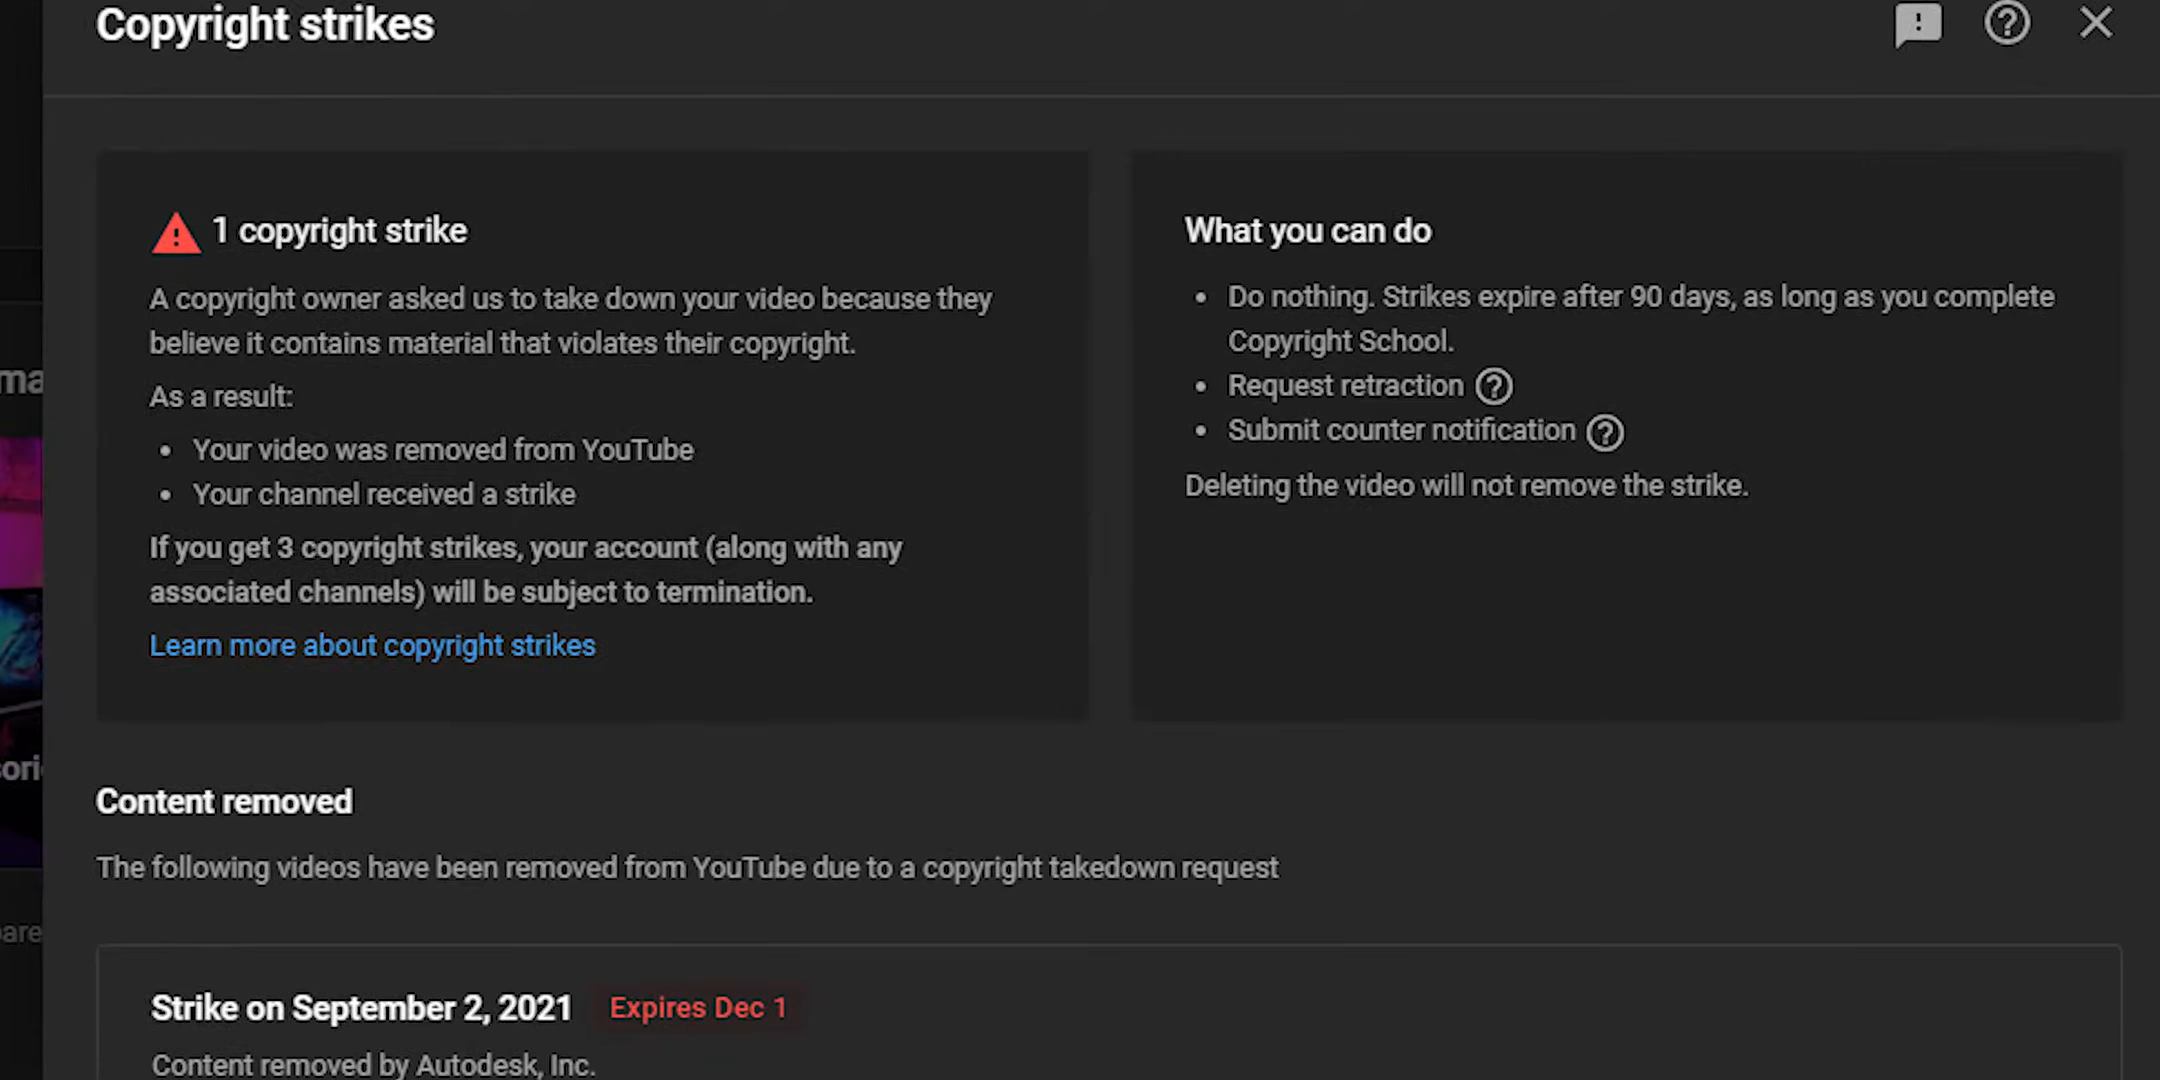 Copyright strikes
1 copyright strike
A copyright owner asked us to take down your video because they
believe it contains material that violates their copyright.
As a result:
• Your video was removed from YouTube
• Your channel received a strike
If you get 3 copyright strikes, your account (along with any
associated channels) will be subject to termination.
Learn more about copyright strikes
What you can do
• Do nothing. Strikes expire after 90 days, as long as you complete
Copyright School.
• Request retraction
• Submit counter notification
Deleting the video will not remove the strike.
Content removed
The following videos have been removed from YouTube due to a copyright takedown request
Strike on September 2, 2021 Expires Dec 1
Content removed by Autodesk, Inc.